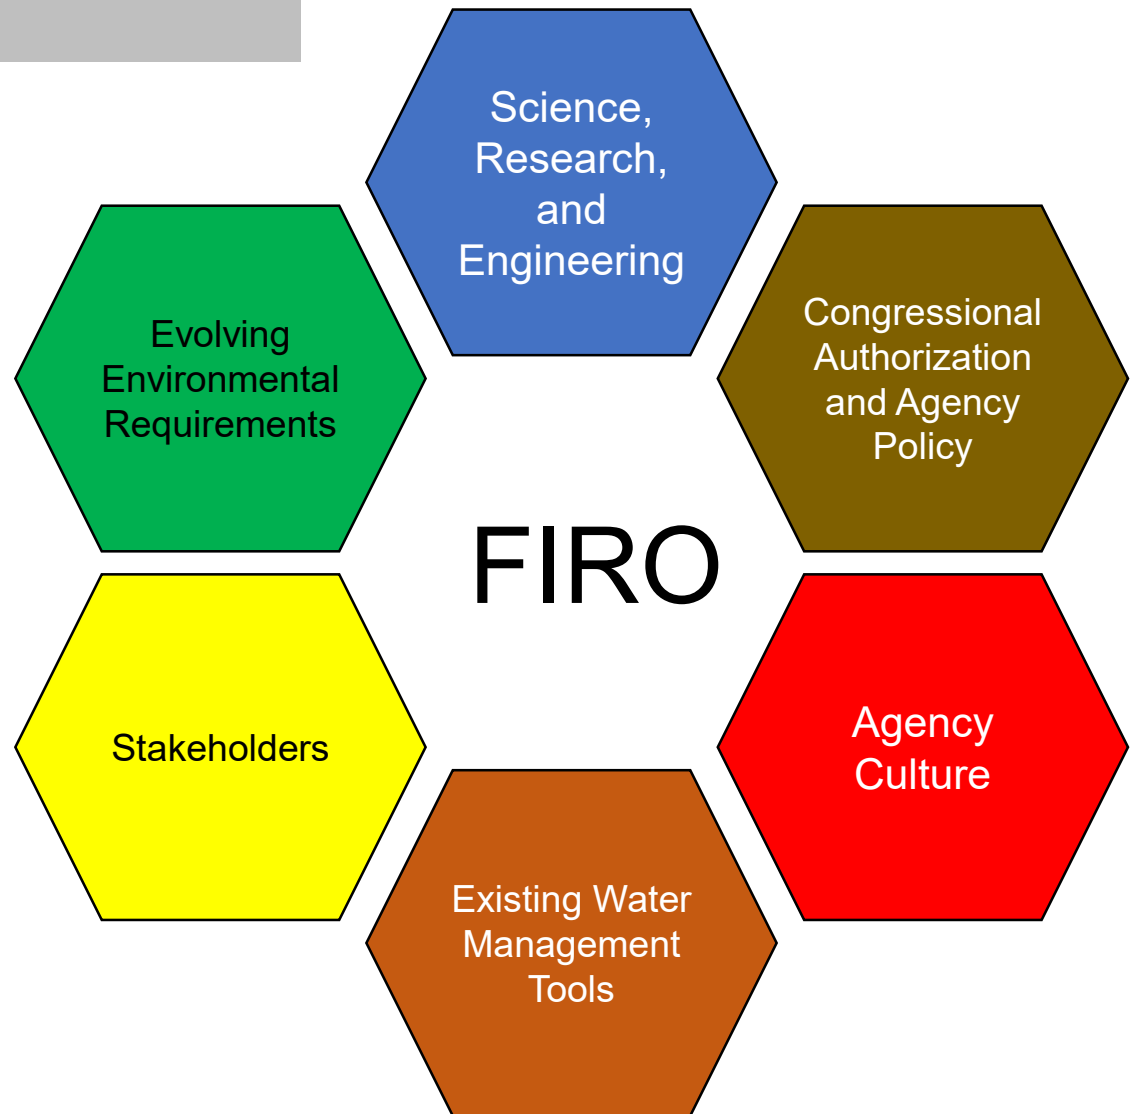 Science,
Research,
and
Engineering
Congressional
Authorization
and Agency
Policy
Evolving
Environmental
Requirements
FIRO
Agency
Culture
Stakeholders
Existing Water
Management
Tools